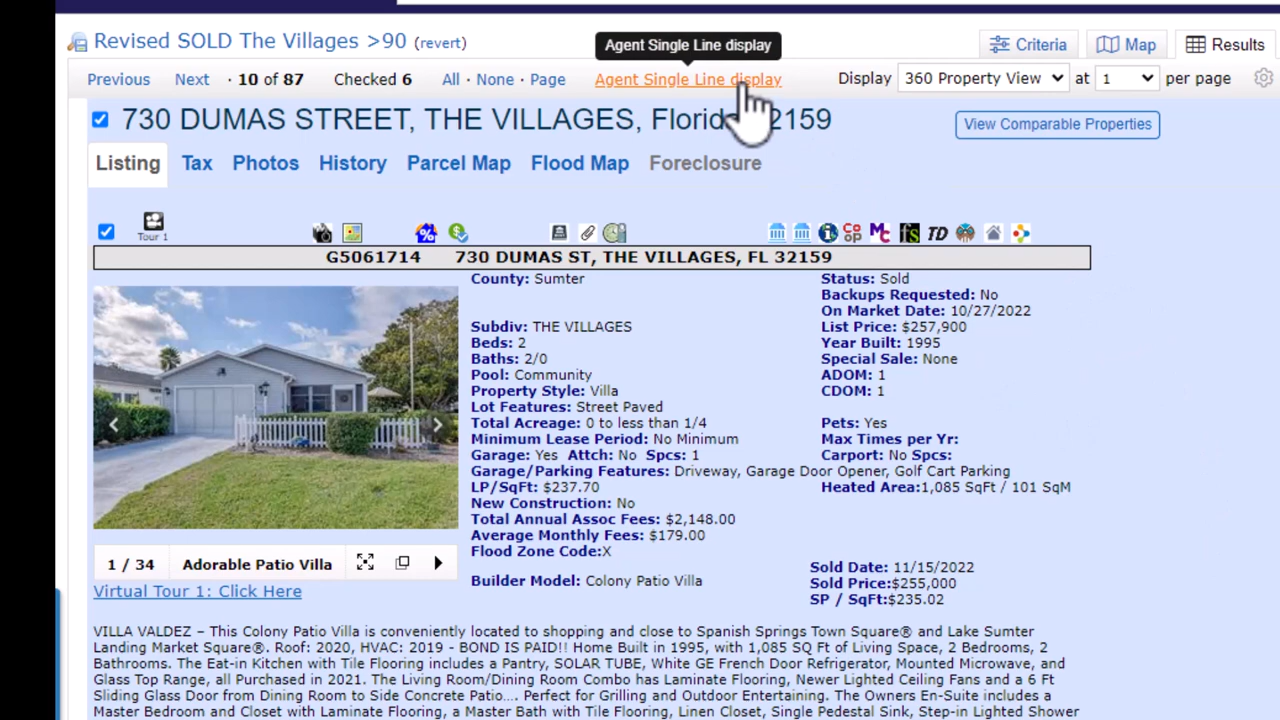 Revised SOLD The Villages >90 (revert)
Agent Single Line display
Criteria
Map
Results
Previous Next · 10 of 87 Checked 6 All · None · Page Agent Single Line display Display 360 Property View at 1 per page
730 DUMAS STREET, THE VILLAGES, Florid 2159
View Comparable Properties
Listing Tax Photos History Parcel Map Flood Map Foreclosure
Tour 1
CO OP MC TD
G5061714 730 DUMAS ST, THE VILLAGES, FL 32159
County: Sumter
Status: Sold
Backups Requested: No
On Market Date: 10/27/2022
Subdiv: THE VILLAGES
List Price: $257,900
Beds: 2
Year Built: 1995
Baths: 2/0
Special Sale: None
Pool: Community
ADOM: 1
Property Style: Villa
CDOM: 1
Lot Features: Street Paved
Total Acreage: 0 to less than 1/4
Pets: Yes
Minimum Lease Period: No Minimum
Max Times per Yr:
Garage: Yes Attch: No Spcs: 1
Carport: No Spcs:
Garage/Parking Features: Driveway, Garage Door Opener, Golf Cart Parking
LP/SqFt: $237.70
Heated Area:1,085 SqFt / 101 SqM
New Construction: No
Total Annual Assoc Fees: $2,148.00
Average Monthly Fees: $179.00
Flood Zone Code:X
1 / 34 Adorable Patio Villa
Builder Model: Colony Patio Villa
Sold Date: 11/15/2022
Sold Price:$255,000
SP / SqFt:$235.02
Virtual Tour 1: Click Here
VILLA VALDEZ – This Colony Patio Villa is conveniently located to shopping and close to Spanish Springs Town Square® and Lake Sumter
Landing Market Square®. Roof: 2020, HVAC: 2019 - BOND IS PAID!! Home Built in 1995, with 1,085 SQ Ft of Living Space, 2 Bedrooms, 2
Bathrooms. The Eat-in Kitchen with Tile Flooring includes a Pantry, SOLAR TUBE, White GE French Door Refrigerator, Mounted Microwave, and
Glass Top Range, all Purchased in 2021. The Living Room/Dining Room Combo has Laminate Flooring, Newer Lighted Ceiling Fans and a 6 Ft
Sliding Glass Door from Dining Room to Side Concrete Patio…. Perfect for Grilling and Outdoor Entertaining. The Owners En-Suite includes a
Master Bedroom and Closet with Laminate Flooring, a Master Bath with Tile Flooring, Linen Closet, Single Pedestal Sink, Step-in Lighted Shower